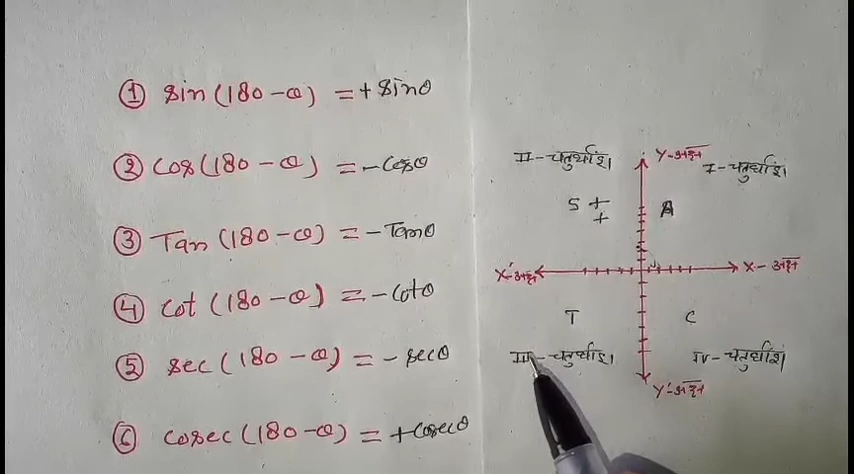 ① sin (180 - θ) = + sinθ
② Cos (180 - θ) = - Cosθ
③ Tan (180 - θ) = - Tanθ
④ Cot (180 - θ) = - Cotθ
⑤ sec (180 - θ) = - secθ
⑥ cosec (180 - θ) = + Cosecθ
Y-अक्ष
II - चतुर्थांश
I - चतुर्थांश
S +
+
A
X'-अक्ष
X - अक्ष
T
C
III - चतुर्थांश
IV - चतुर्थांश
Y'-अक्ष